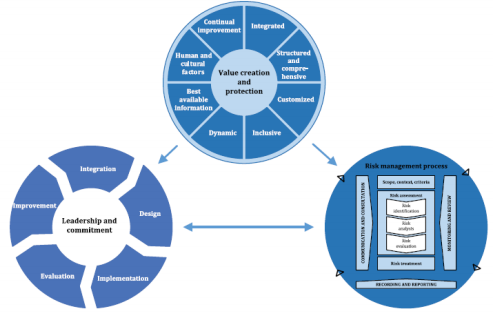 Continual
improvement
Integrated
Human and
cultural
factors
Structured
and
compre-
hensive
Value creation
and
protection
Best
available
information
Customized
Dynamic
Inclusive
Integration
Improvement
Design
Leadership and
commitment
Evaluation
Implementation
Risk management process
Scope, context, criteria
COMMUNICATION AND CONSULTATION
MONITORING AND REVIEW
Risk assessment
Risk
identification
Risk
analysis
Risk
evaluation
Risk treatment
RECORDING AND REPORTING